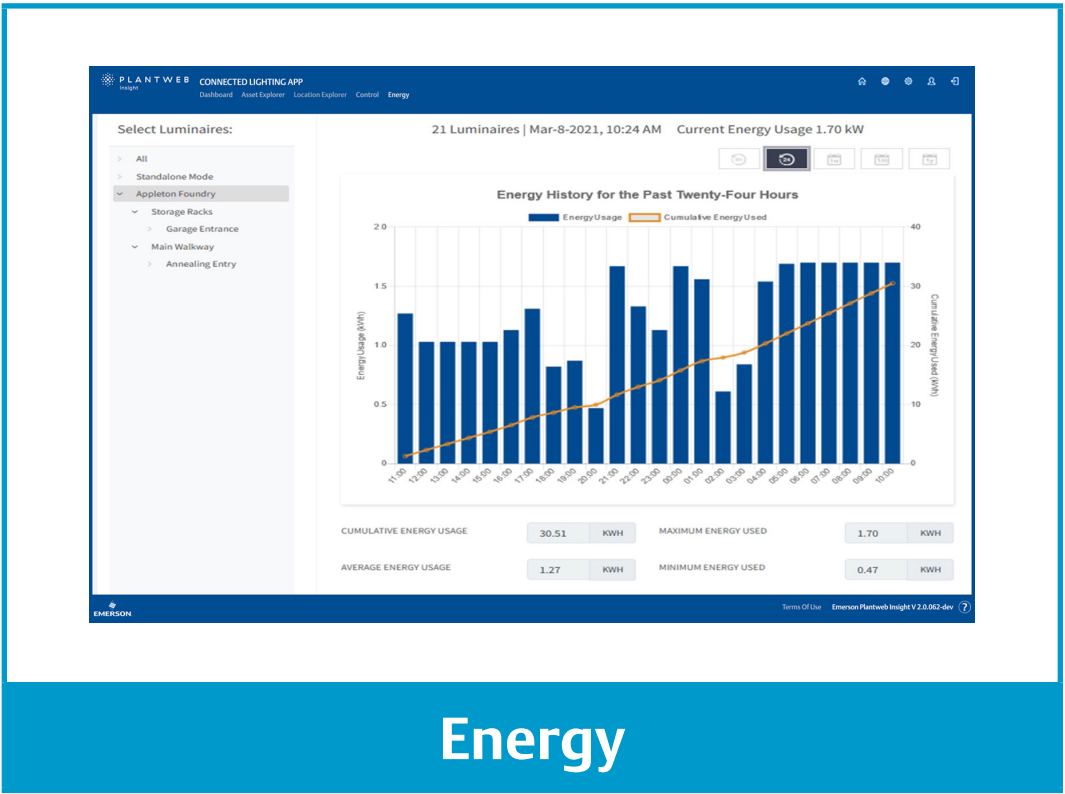 PLANTWEB
Insight
CONNECTED LIGHTING APP
Dashboard Asset Explorer Location Explorer Control Energy
Select Luminaires:
All
Standalone Mode
Appleton Foundry
Storage Racks
Garage Entrance
Main Walkway
Annealing Entry
21 Luminaires | Mar-8-2021, 10:24 AM Current Energy Usage 1.70 kW
24
Energy History for the Past Twenty-Four Hours
Energy Usage Cumulative Energy Used
Energy Usage (kWh)
2.0
1.5
1.0
0.5
0
40
30
20
10
0
Cumulative Energy Used (kWh)
11:00 12:00 13:00 14:00 15:00 16:00 17:00 18:00 19:00 20:00 21:00 22:00 23:00 00:00 01:00 02:00 03:00 04:00 05:00 06:00 07:00 08:00 09:00 10:00
CUMULATIVE ENERGY USAGE 30.51 KWH MAXIMUM ENERGY USED 1.70 KWH
AVERAGE ENERGY USAGE 1.27 KWH MINIMUM ENERGY USED 0.47 KWH
EMERSON
Terms Of Use Emerson Plantweb Insight V 2.0.062-dev ?
Energy